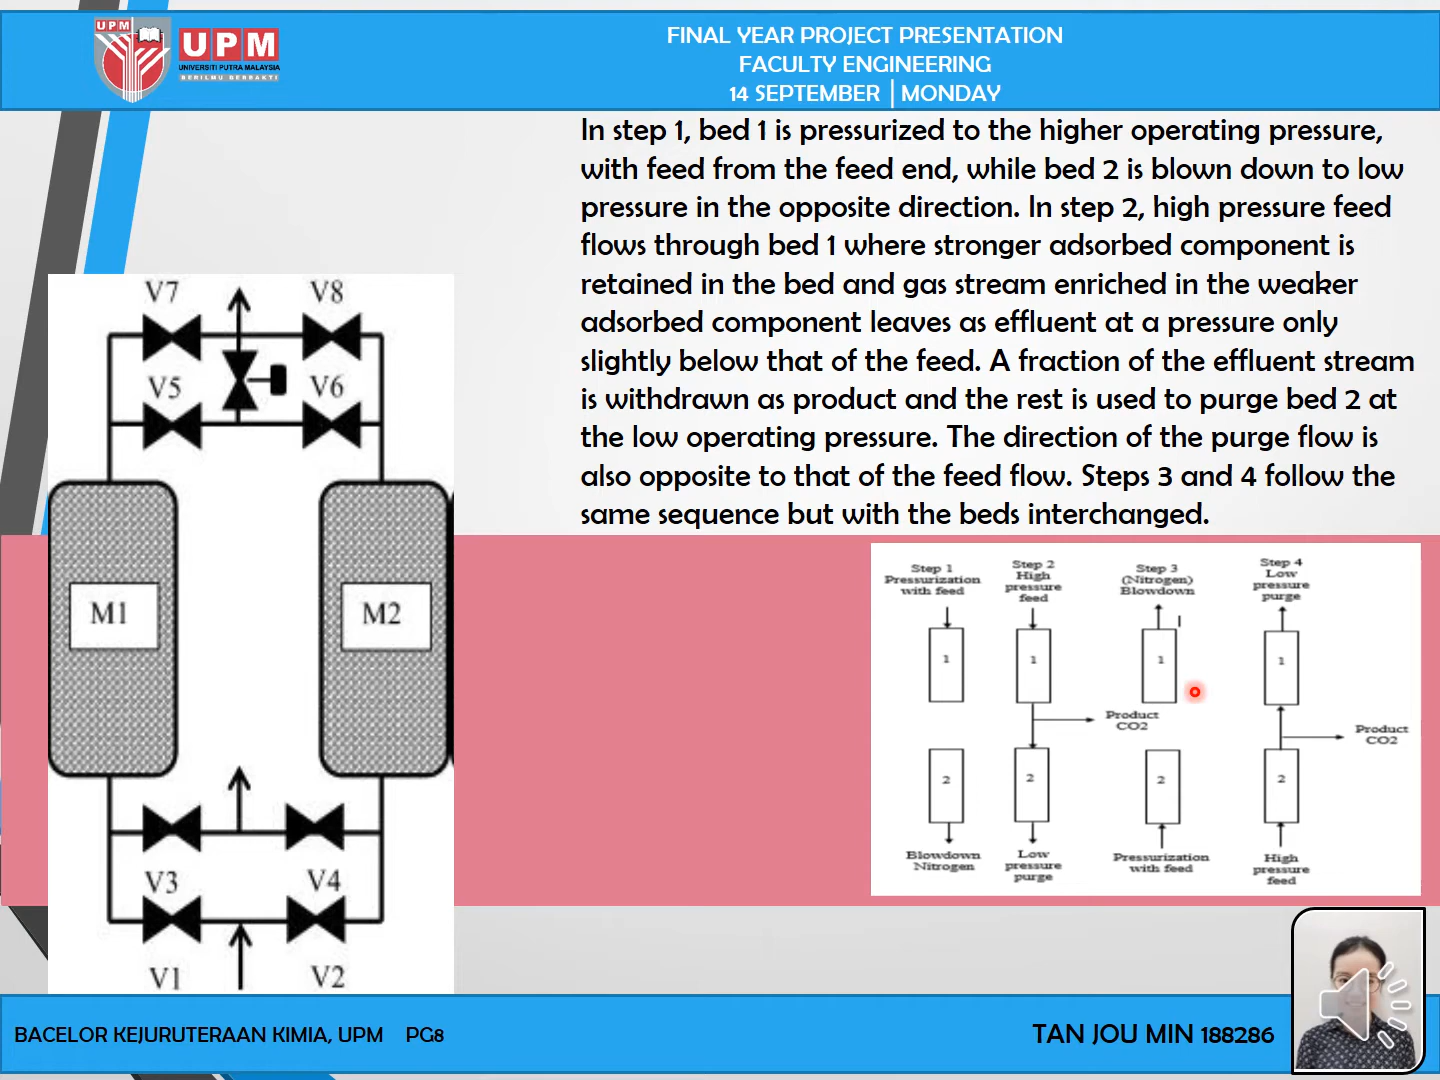 UPM
UPM
UNIVERSITI PUTRA MALAYSIA
BERILMU BERBAKTI
FINAL YEAR PROJECT PRESENTATION
FACULTY ENGINEERING
14 SEPTEMBER | MONDAY
In step 1, bed 1 is pressurized to the higher operating pressure,
with feed from the feed end, while bed 2 is blown down to low
pressure in the opposite direction. In step 2, high pressure feed
flows through bed 1 where stronger adsorbed component is
retained in the bed and gas stream enriched in the weaker
adsorbed component leaves as effluent at a pressure only
slightly below that of the feed. A fraction of the effluent stream
is withdrawn as product and the rest is used to purge bed 2 at
the low operating pressure. The direction of the purge flow is
also opposite to that of the feed flow. Steps 3 and 4 follow the
same sequence but with the beds interchanged.
V7 V8
V5 V6
M1 M2
V3 V4
V1 V2
Step 1
Pressurization
with feed
Step 2
High
pressure
feed
Step 3
(Nitrogen)
Blowdown
Step 4
Low
pressure
purge
1 1 1 1
Product
CO2
Product
CO2
2 2 2 2
Blowdown
Nitrogen
Low
pressure
purge
Pressurization
with feed
High
pressure
feed
BACELOR KEJURUTERAAN KIMIA, UPM PG8
TAN JOU MIN 188286